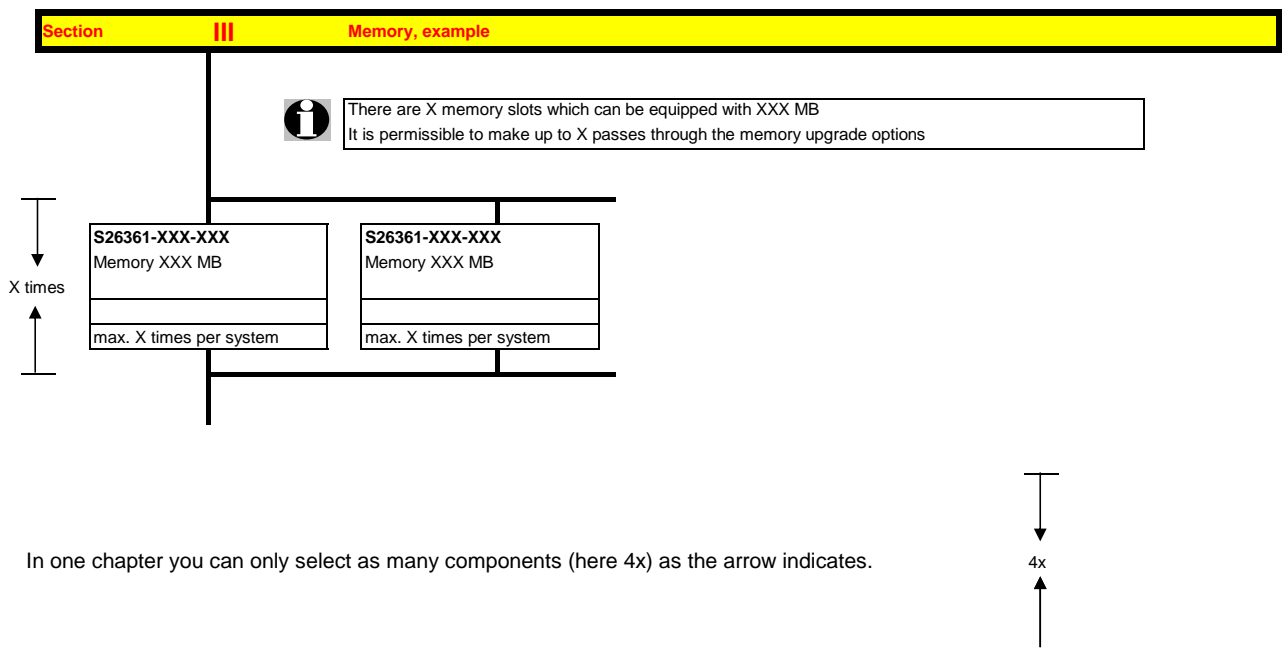 Section III Memory, example
There are X memory slots which can be equipped with XXX MB
It is permissible to make up to X passes through the memory upgrade options
S26361-XXX-XXX S26361-XXX-XXX
Memory XXX MB Memory XXX MB
X times
max. X times per system max. X times per system
In one chapter you can only select as many components (here 4x) as the arrow indicates. 4x